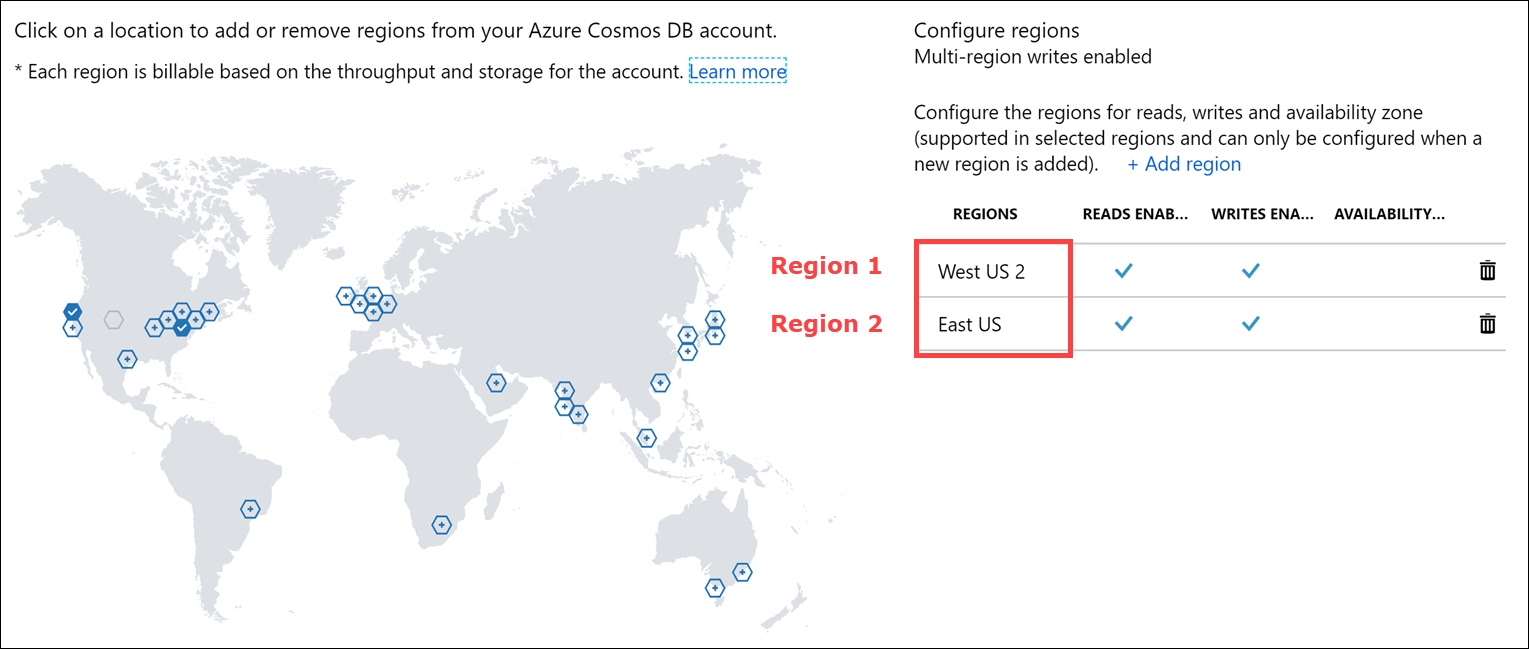 Click on a location to add or remove regions from your Azure Cosmos DB account.
* Each region is billable based on the throughput and storage for the account. Learn more
Configure regions
Multi-region writes enabled
Configure the regions for reads, writes and availability zone
(supported in selected regions and can only be configured when a
new region is added). + Add region
REGIONS READS ENAB... WRITES ENA... AVAILABILITY...
Region 1 West US 2
Region 2 East US